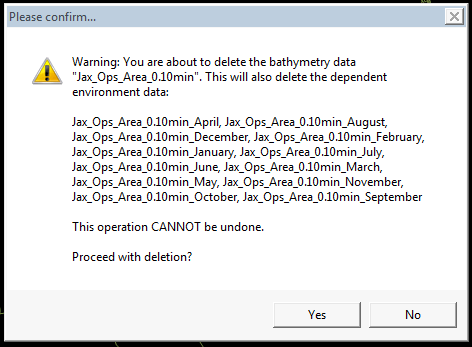 Please confirm...
Warning: You are about to delete the bathymetry data
"Jax_Ops_Area_0.10min". This will also delete the dependent
environment data:
Jax_Ops_Area_0.10min_April, Jax_Ops_Area_0.10min_August,
Jax_Ops_Area_0.10min_December, Jax_Ops_Area_0.10min_February,
Jax_Ops_Area_0.10min_January, Jax_Ops_Area_0.10min_July,
Jax_Ops_Area_0.10min_June, Jax_Ops_Area_0.10min_March,
Jax_Ops_Area_0.10min_May, Jax_Ops_Area_0.10min_November,
Jax_Ops_Area_0.10min_October, Jax_Ops_Area_0.10min_September
This operation CANNOT be undone.
Proceed with deletion?
Yes
No